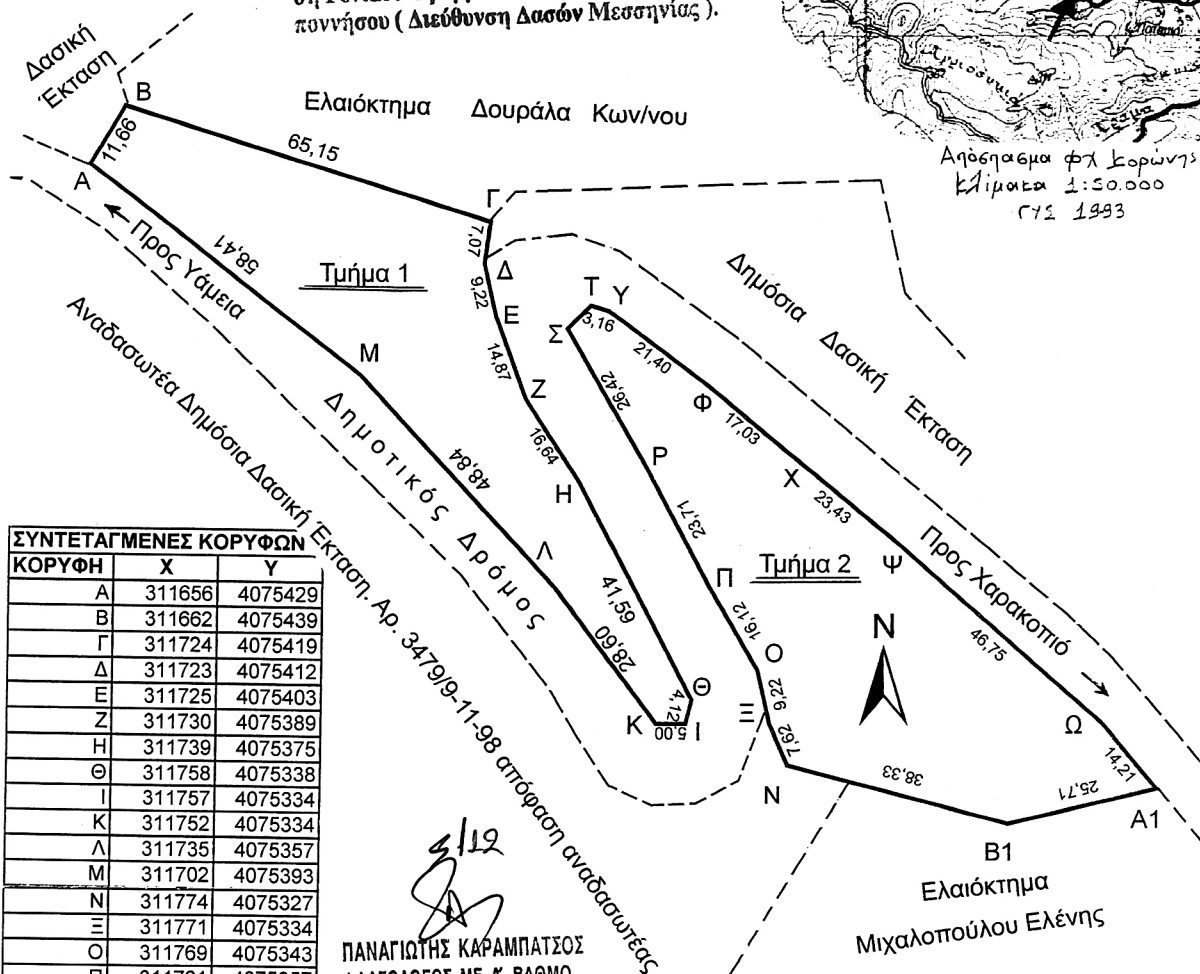 ποννήσου ( Διεύθυνση Δασών Μεσσηνίας ).
Δασική
Έκταση
Ελαιόκτημα Δουράλα Κων/νου
Απόσπασμα φχ Κορώνης
Κλίμακα 1:50.000
ΓΥΣ 1993
B
11,66
65,15
A
Γ
7,07
Προς Υάμεια
58,41
Τμήμα 1
Δ
9,22
E
14,87
Z
16,64
H
M
Δημοτικός Δρόμος
48,84
Λ
28,60
41,59
Θ
4,12
I
5,00
K
Αναδασωτέα Δημόσια Δασική Έκταση. Αρ. 3479/9-11-98 απόφαση αναδασωτέας
Δημόσια Δασική Έκταση
T
Υ
Σ
3,16
21,40
26,42
Φ
17,03
P
X
23,43
23,71
Τμήμα 2
Ψ
Προς Χαρακοπιό
Π
16,12
N
46,75
O
9,22
Ξ
7,62
N
Ω
14,21
38,33
25,71
A1
B1
Ελαιόκτημα
Μιχαλοπούλου Ελένης
ΣΥΝΤΕΤΑΓΜΕΝΕΣ ΚΟΡΥΦΩΝ
ΚΟΡΥΦΗ X Y
A 311656 4075429
B 311662 4075439
Γ 311724 4075419
Δ 311723 4075412
E 311725 4075403
Z 311730 4075389
H 311739 4075375
Θ 311758 4075338
I 311757 4075334
K 311752 4075334
Λ 311735 4075357
M 311702 4075393
N 311774 4075327
Ξ 311771 4075334
O 311769 4075343
ΠΑΝΑΓΙΩΤΗΣ ΚΑΡΑΜΠΑΤΣΟΣ